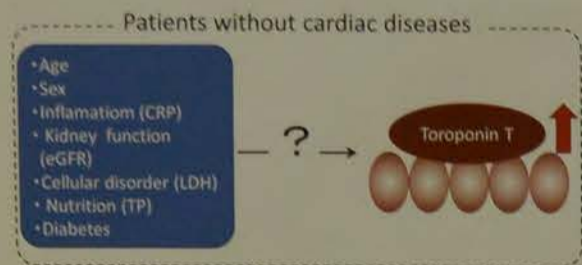 Patients without cardiac diseases
•Age
•Sex
•Inflamatiom (CRP)
• Kidney function
(eGFR)
•Cellular disorder (LDH)
• Nutrition (TP)
•Diabetes
?
Toroponin T